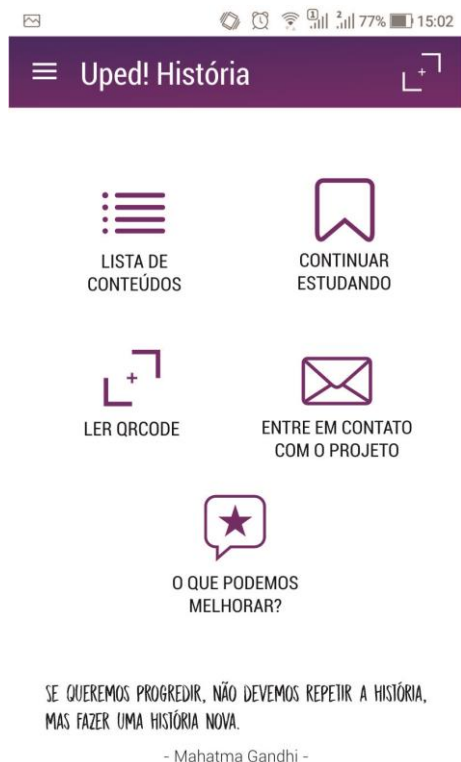 77% 15:02
Uped! História
LISTA DE
CONTEÚDOS
CONTINUAR
ESTUDANDO
LER QRCODE
ENTRE EM CONTATO
COM O PROJETO
O QUE PODEMOS
MELHORAR?
SE QUEREMOS PROGREDIR, NÃO DEVEMOS REPETIR A HISTÓRIA,
MAS FAZER UMA HISTÓRIA NOVA.
- Mahatma Gandhi -